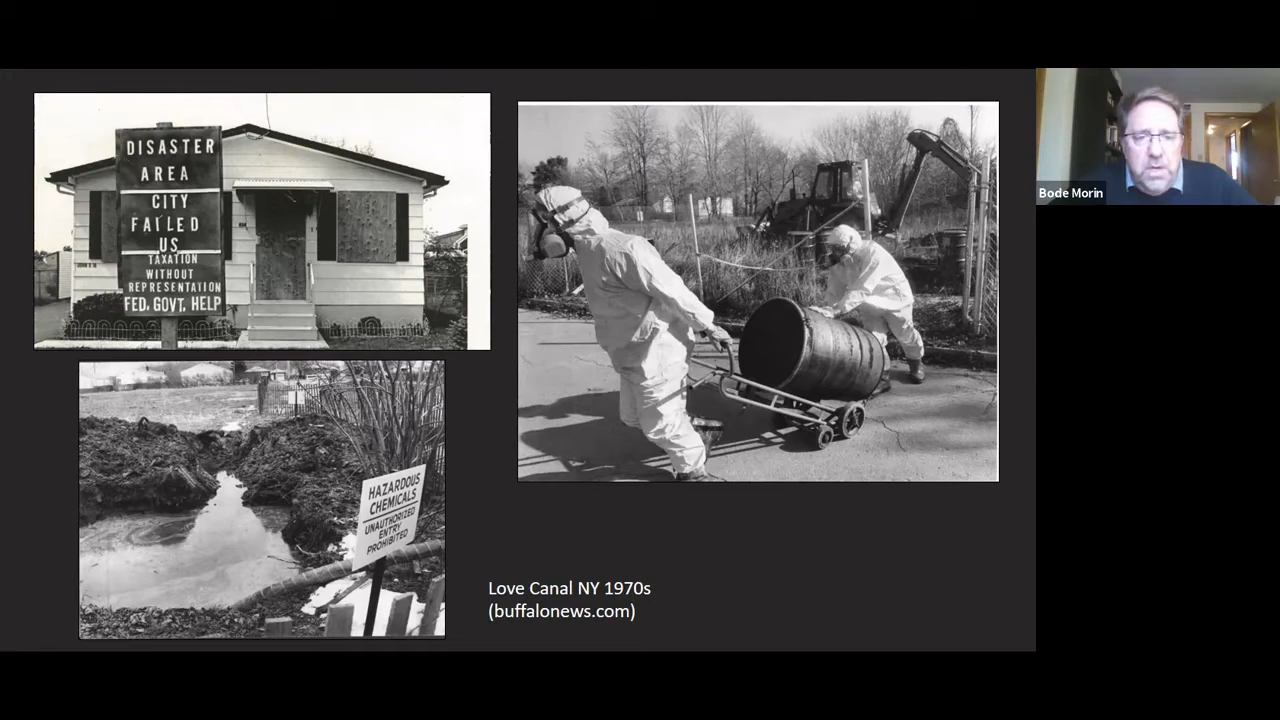 DISASTER
AREA
CITY
FAILED
US
TAXATION
WITHOUT
REPRESENTATION
FED. GOVT. HELP
HAZARDOUS
CHEMICALS
UNAUTHORIZED
ENTRY
PROHIBITED
Love Canal NY 1970s
(buffalonews.com)
Bode Morin